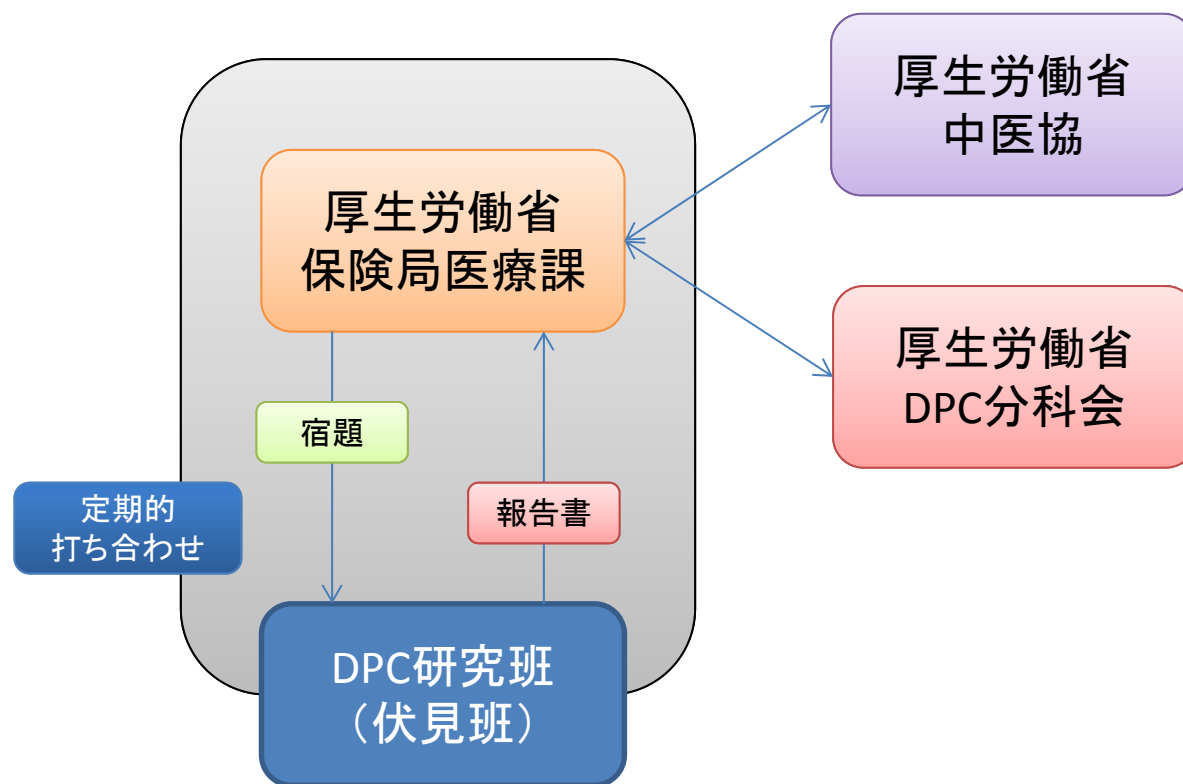 厚生労働省
中医協
厚生労働省
保険局医療課
厚生労働省
DPC分科会
宿題
報告書
定期的
打ち合わせ
DPC研究班
（伏見班）